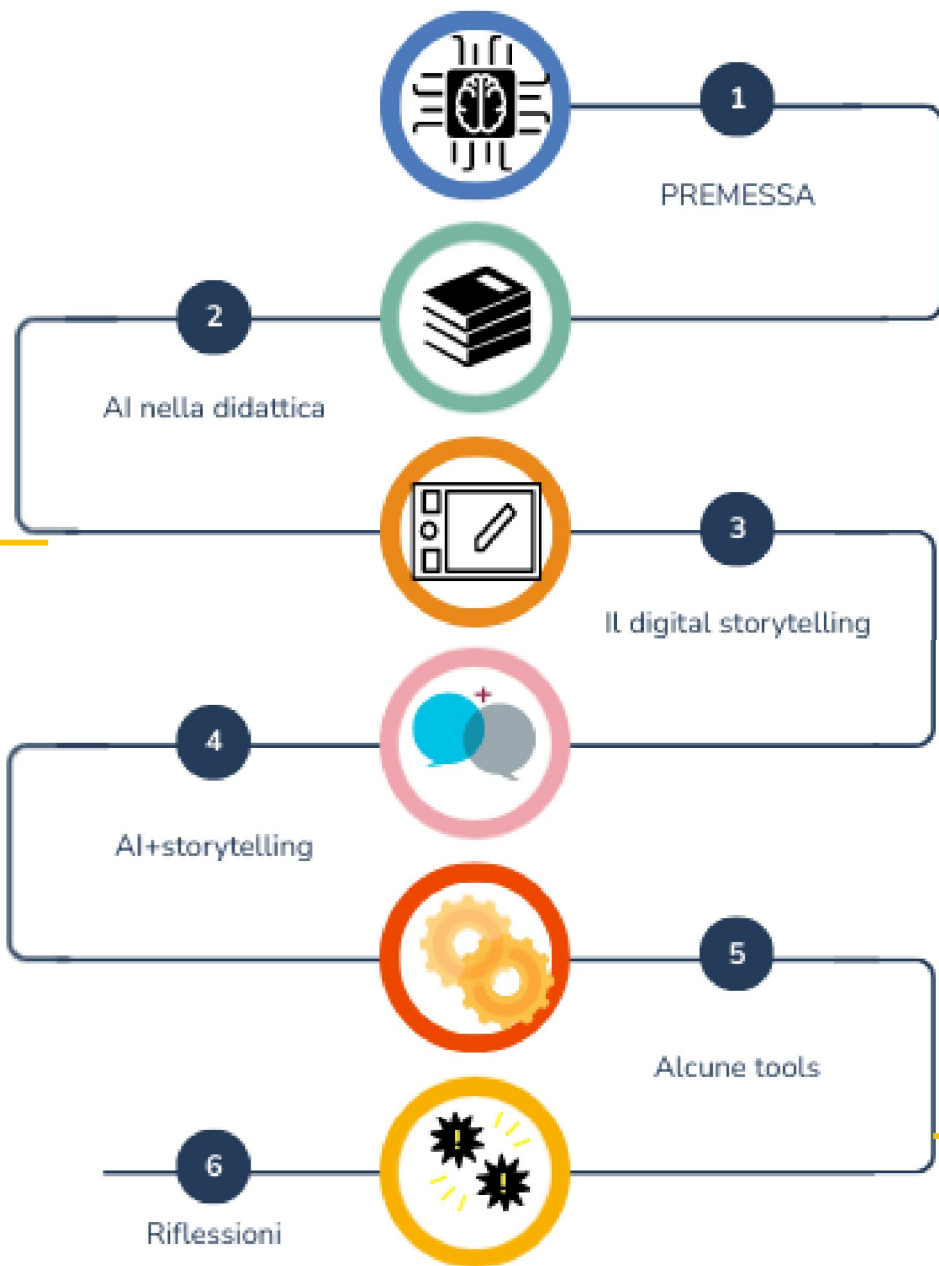 1
PREMESSA
2
AI nella didattica
3
Il digital storytelling
4
AI+storytelling
5
Alcune tools
6
Riflessioni